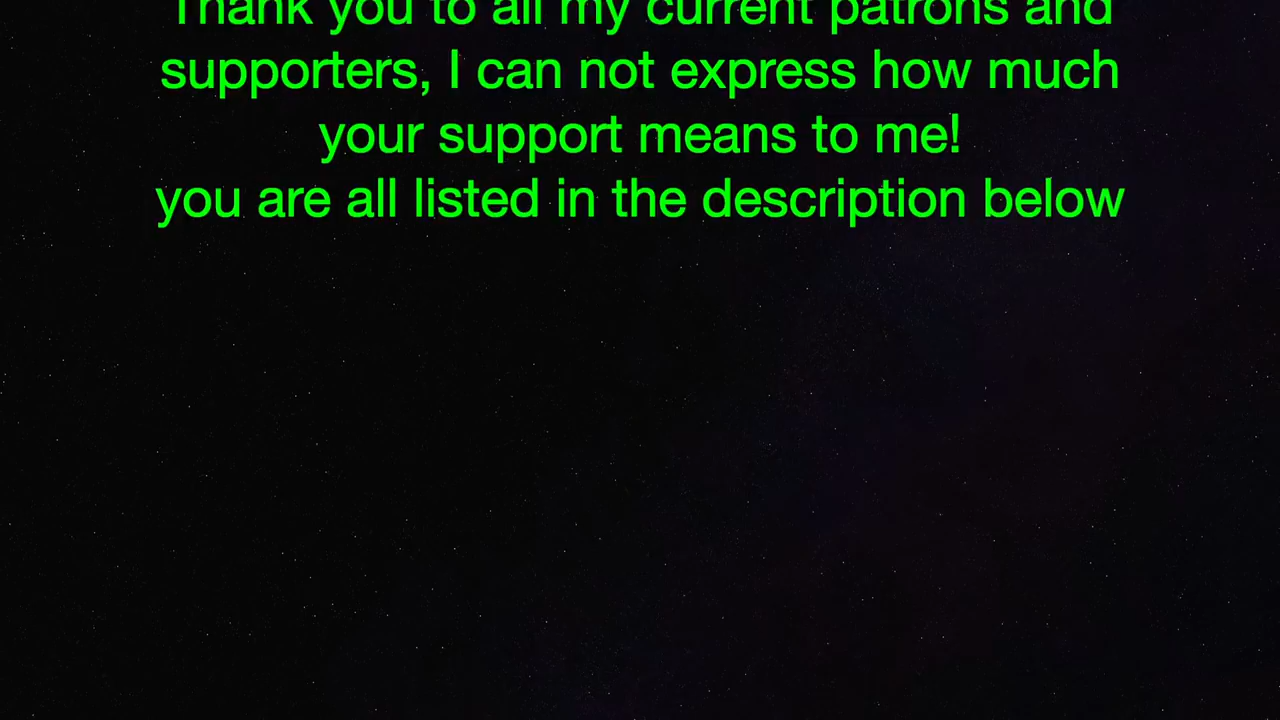 Thank you to all my current patrons and
supporters, I can not express how much
your support means to me!
you are all listed in the description below